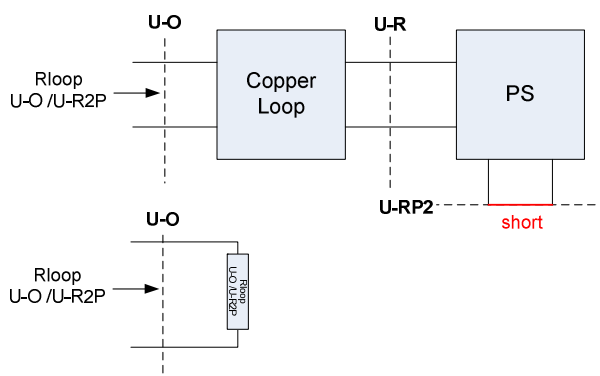 U-O
U-R
Rloop
U-O /U-R2P
Copper
Loop
PS
U-RP2
short
U-O
Rloop
U-O /U-R2P
Rloop
U-O /U-R2P